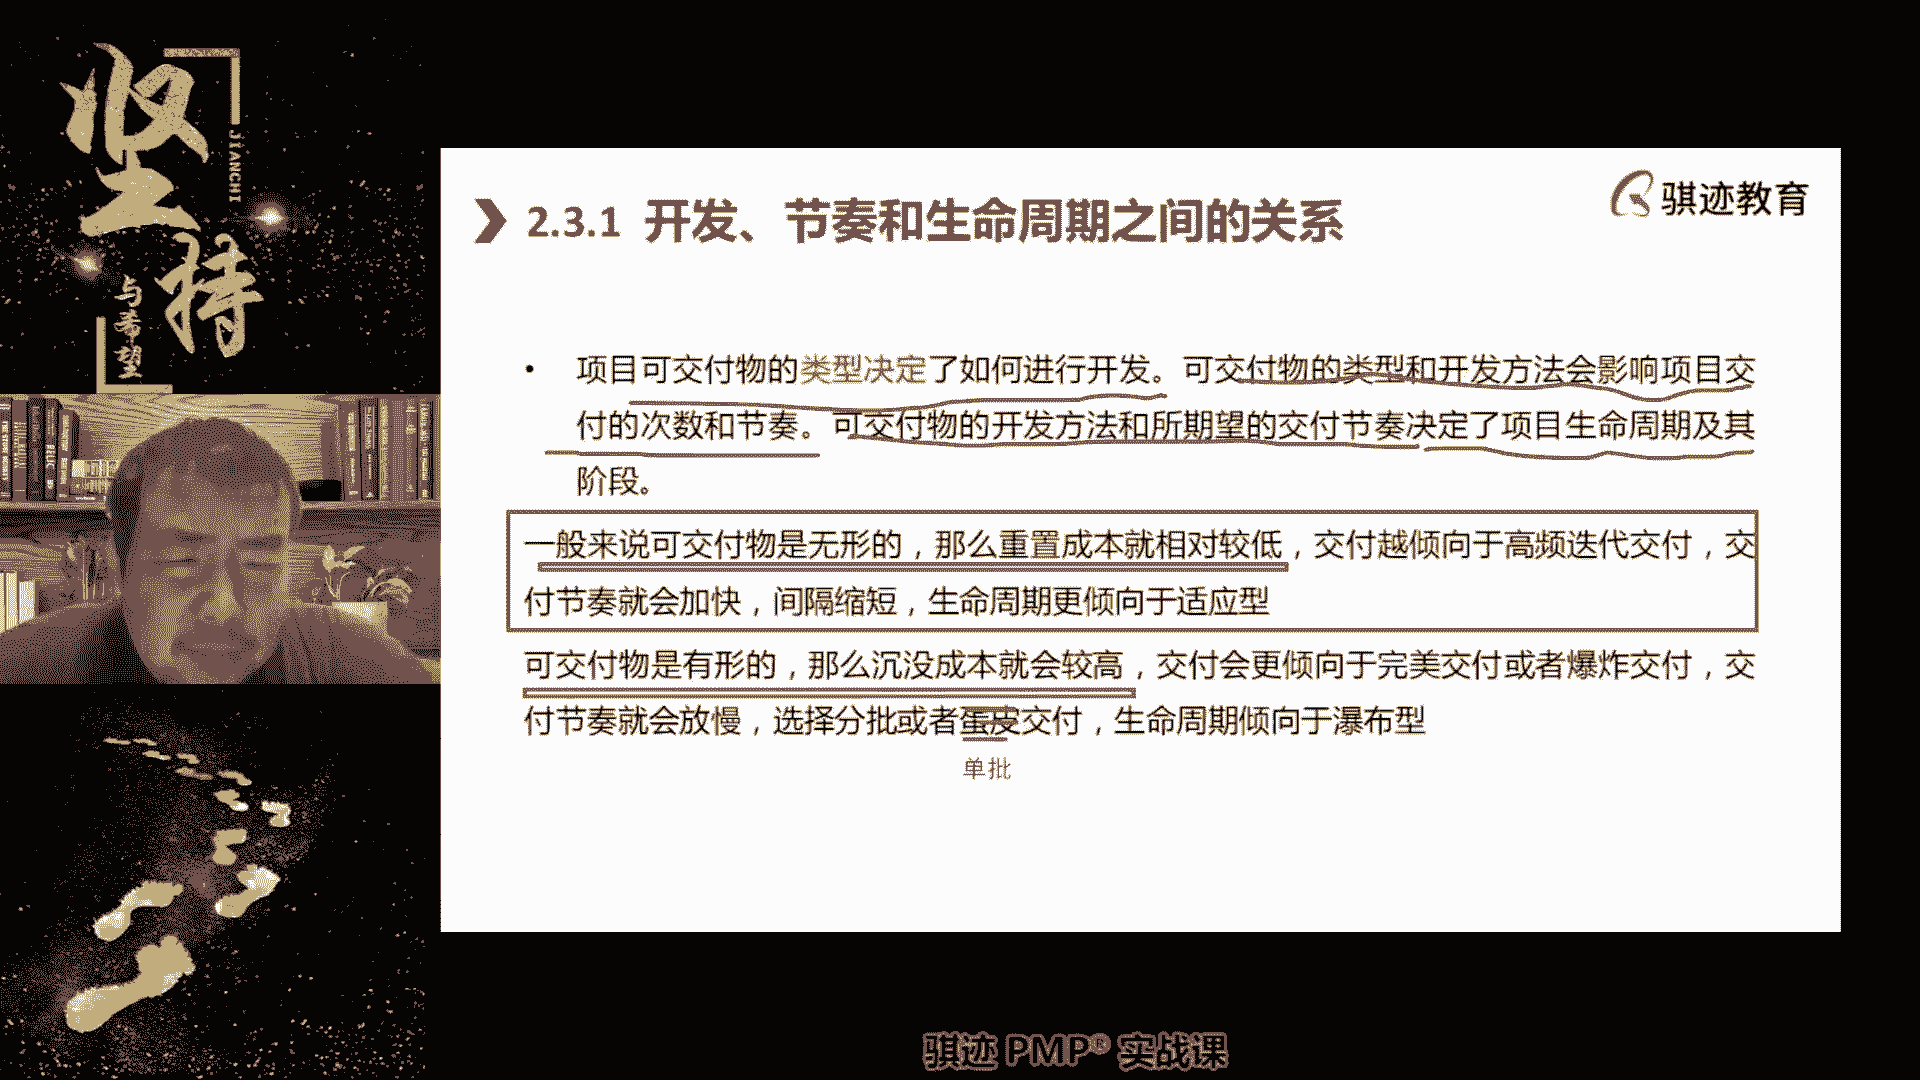 坚持
JIANCHI
与希望
骐迹教育
2.3.1 开发、节奏和生命周期之间的关系
• 项目可交付物的类型决定了如何进行开发。可交付物的类型和开发方法会影响项目交
付的次数和节奏。可交付物的开发方法和所期望的交付节奏决定了项目生命周期及其
阶段。
一般来说可交付物是无形的，那么重置成本就相对较低，交付越倾向于高频迭代交付，交
付节奏就会加快，间隔缩短，生命周期更倾向于适应型
可交付物是有形的，那么沉没成本就会较高，交付会更倾向于完美交付或者爆炸交付，交
付节奏就会放慢，选择分批或者蛋皮交付，生命周期倾向于瀑布型
单批
骐迹 PMP® 实战课